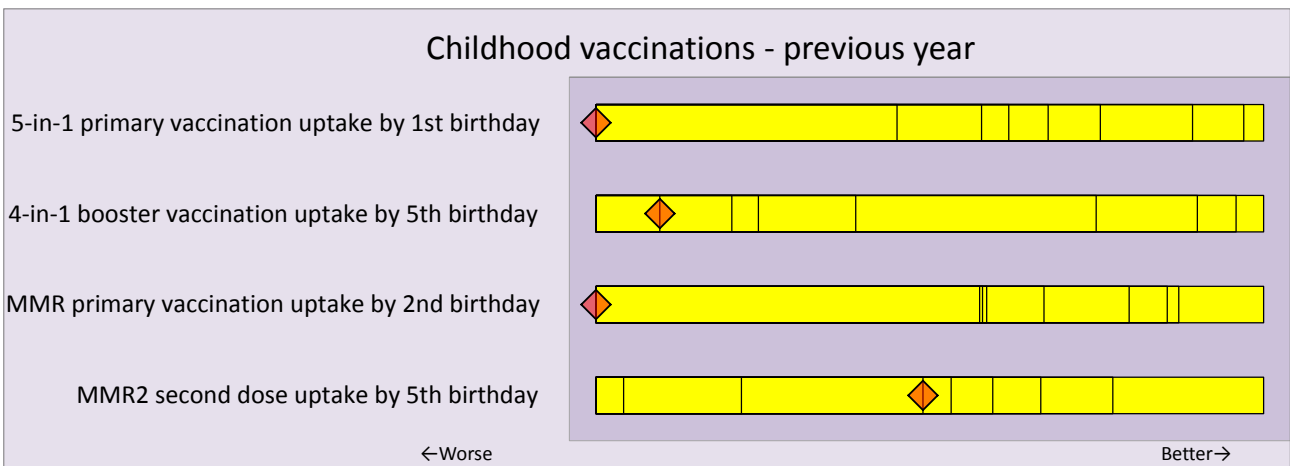 Childhood vaccinations - previous year
5-in-1 primary vaccination uptake by 1st birthday
4-in-1 booster vaccination uptake by 5th birthday
MMR primary vaccination uptake by 2nd birthday
MMR2 second dose uptake by 5th birthday
←Worse Better→